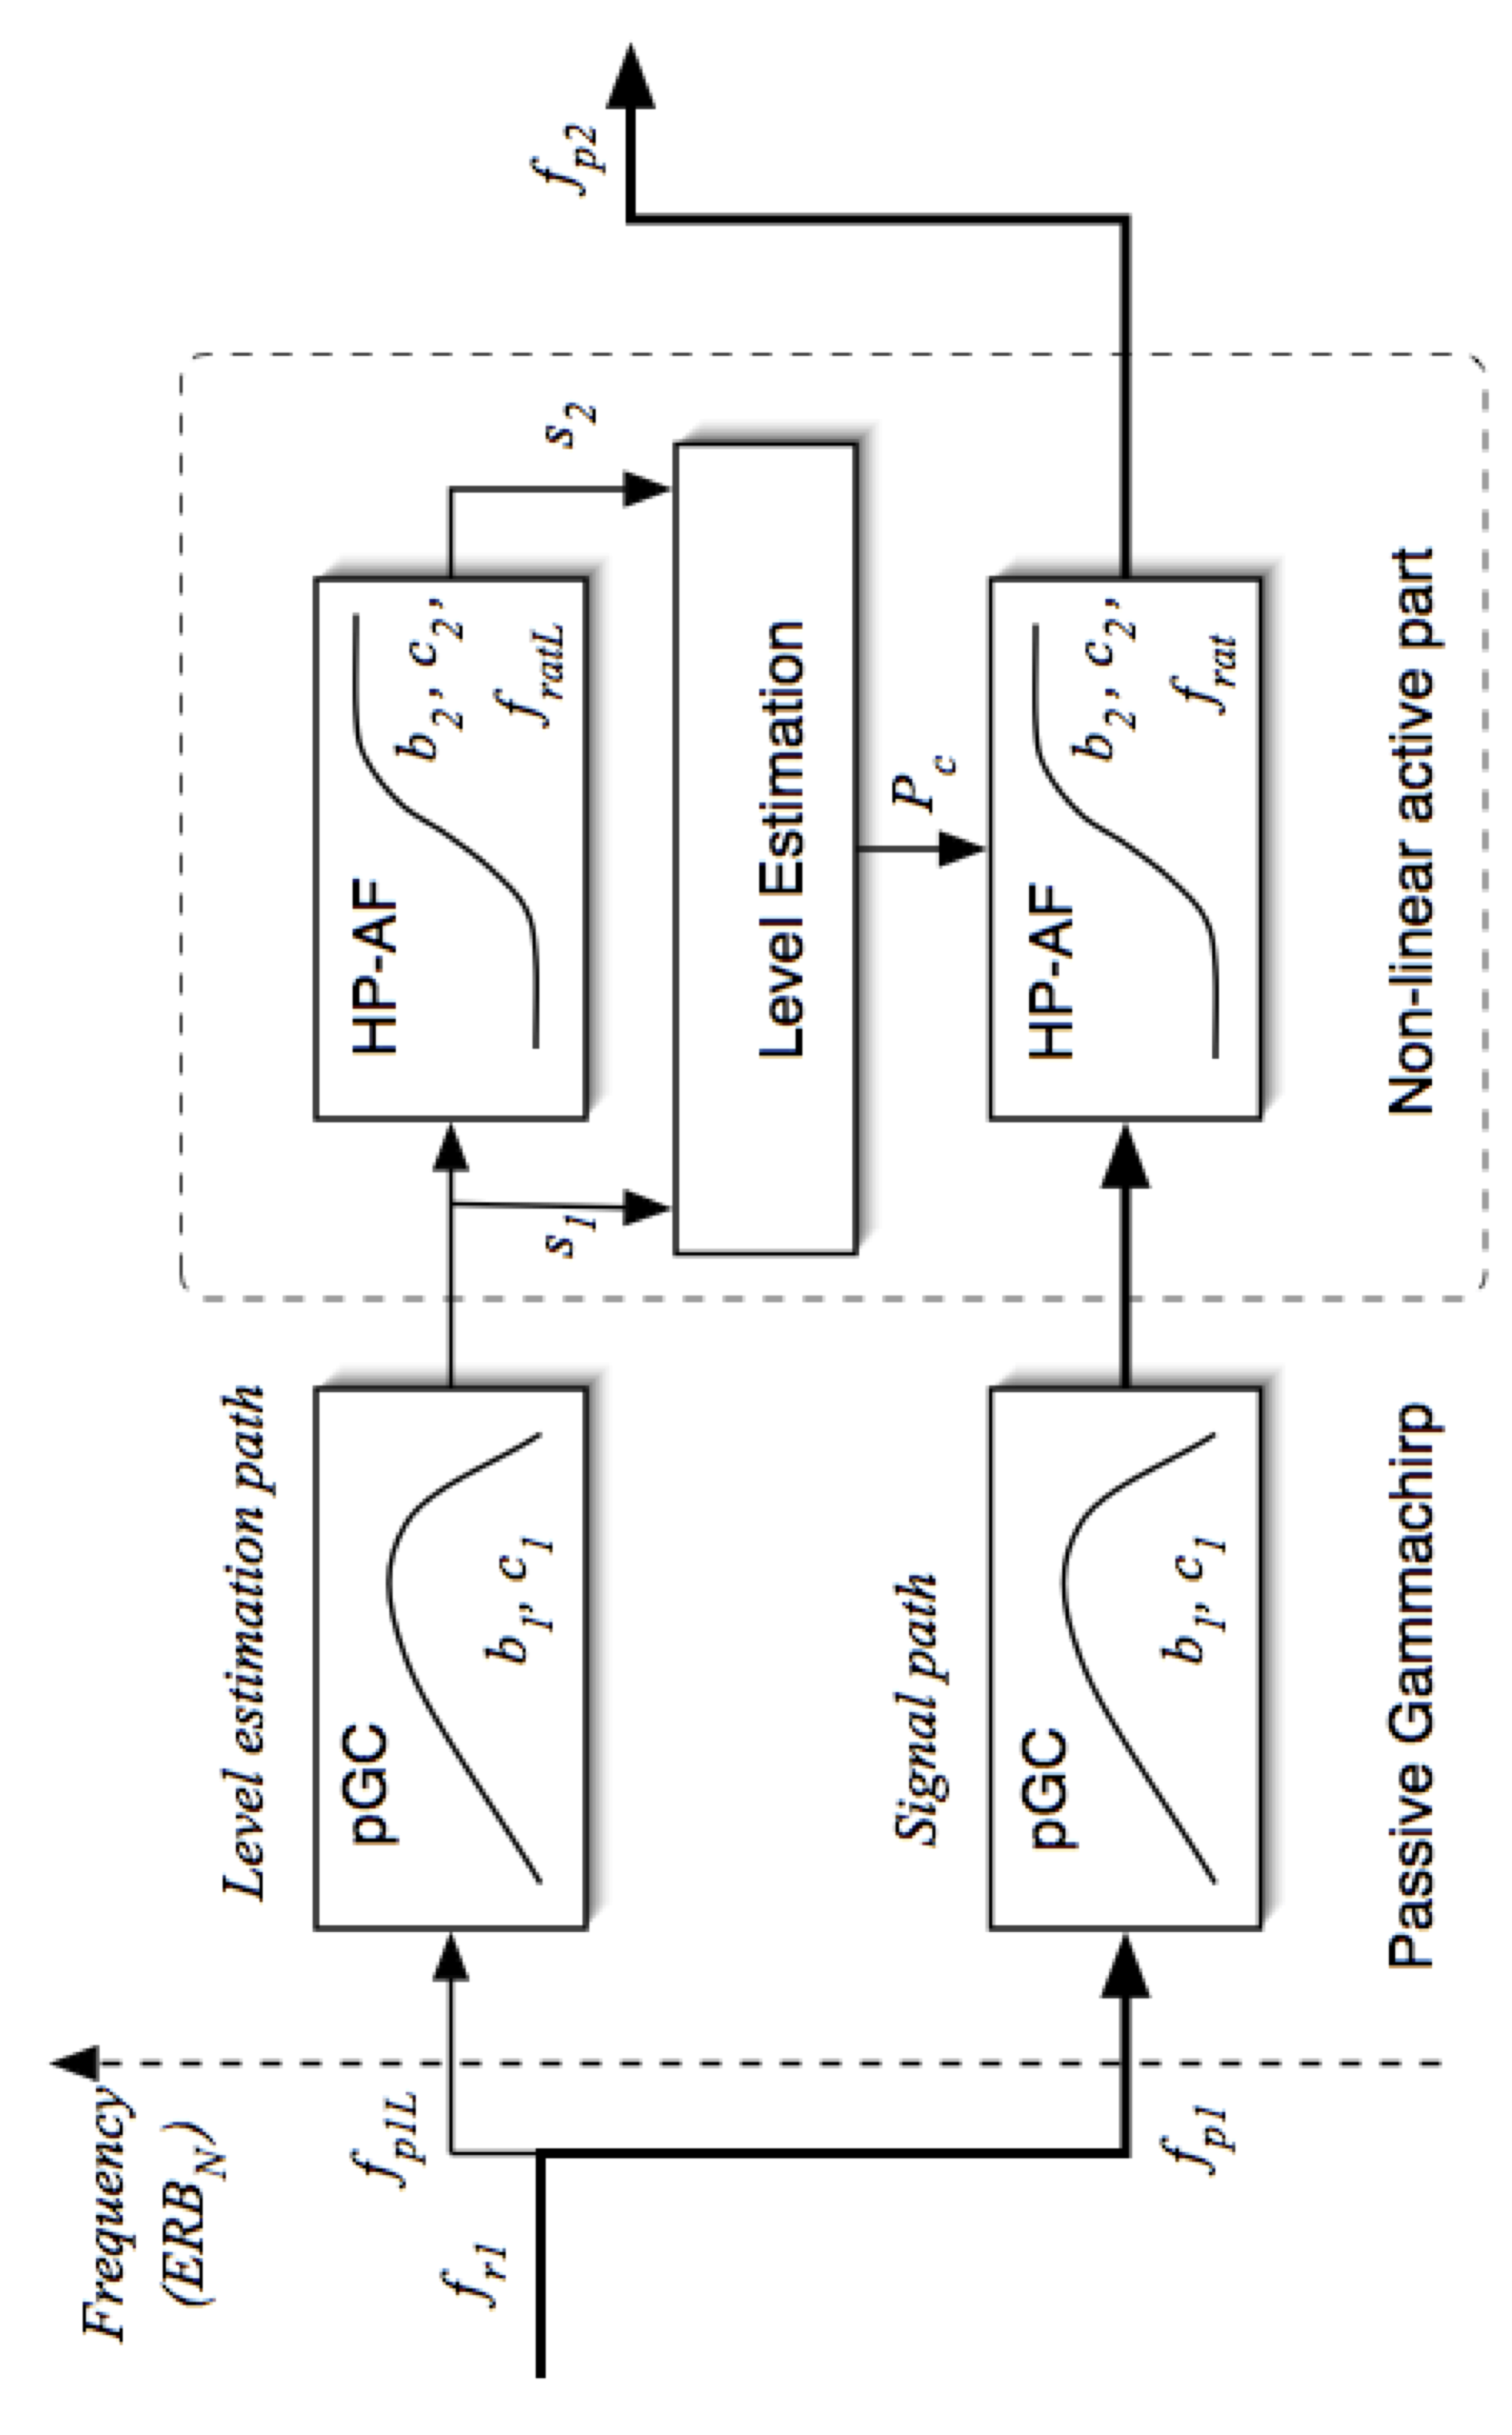 Frequency
(ERB_N)
f_r1
f_p1L
f_p1
Level estimation path
pGC
b_1, c_1
Signal path
pGC
b_1, c_1
Passive Gammachirp
s_1
HP-AF
b_2, c_2,
f_ratL
s_2
Level Estimation
P_c
HP-AF
b_2, c_2,
f_rat
Non-linear active part
f_p2